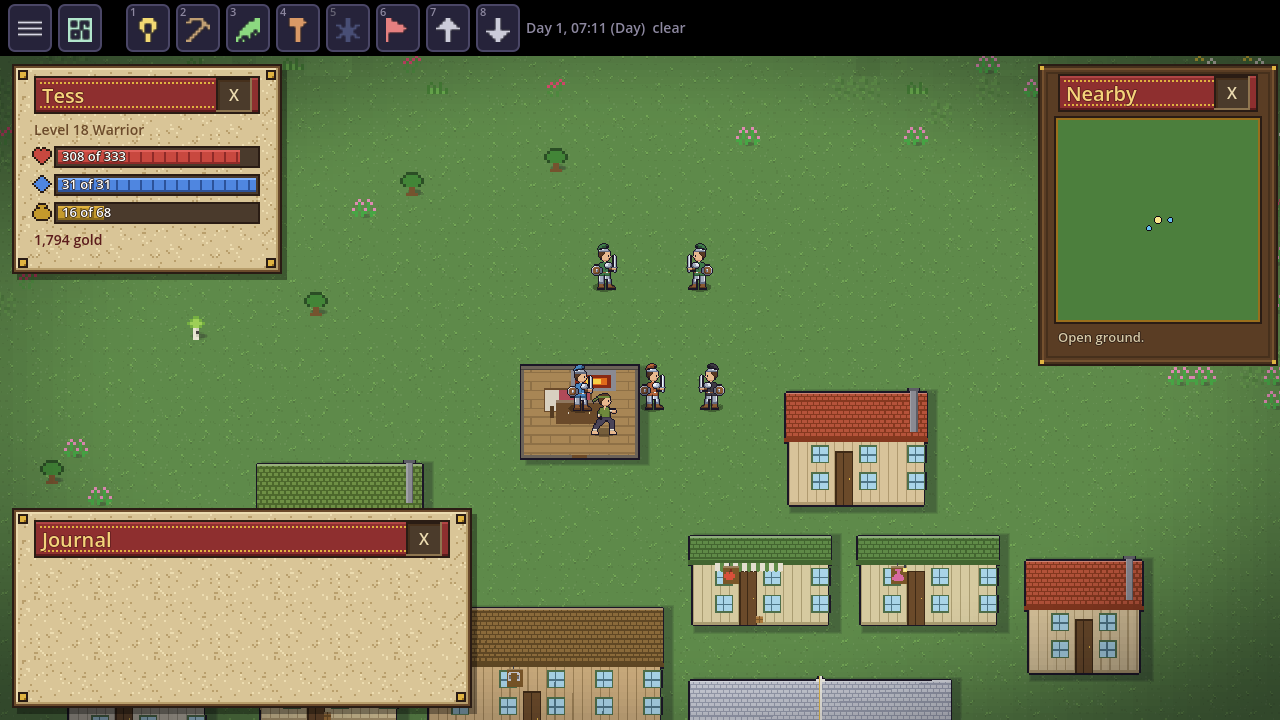 1 2 3 4 5 6 7 8
Day 1, 07:11 (Day) clear
Tess
X
Level 18 Warrior
308 of 333
31 of 31
16 of 68
1,794 gold
Nearby
X
Open ground.
Journal
X